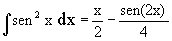 ∫sen² x dx = x/2 − sen(2x)/4